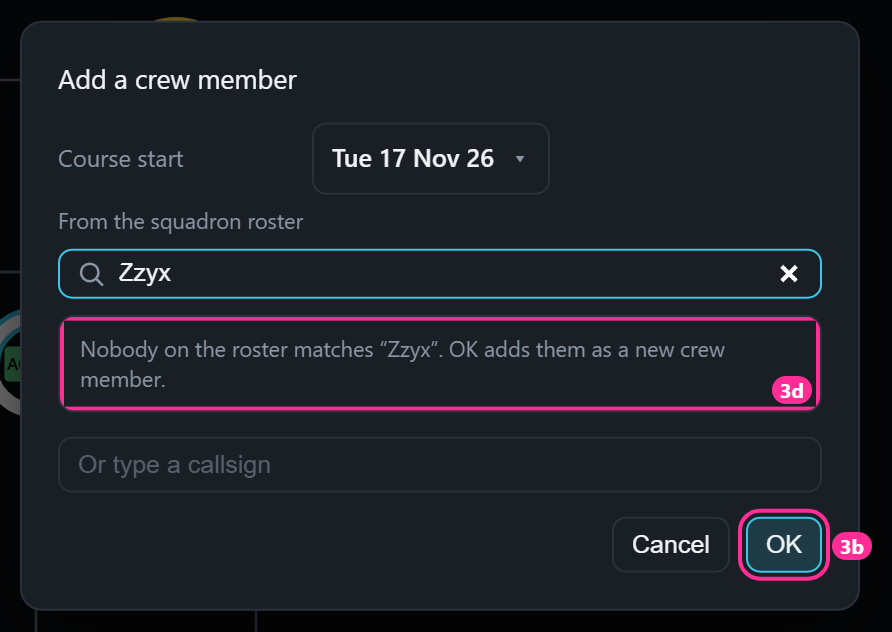 Add a crew member
Course start
Tue 17 Nov 26
From the squadron roster
Zzyx
Nobody on the roster matches “Zzyx”. OK adds them as a new crew
member.
3d
Or type a callsign
Cancel
OK
3b